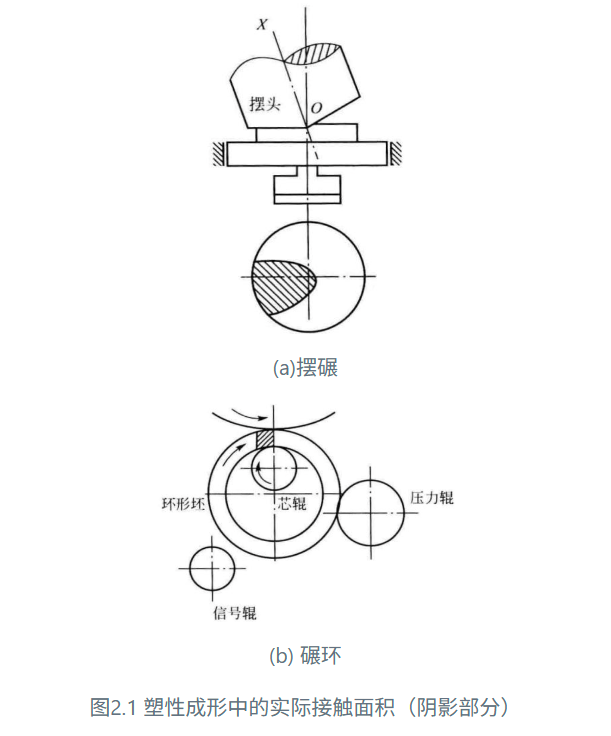 X
摆头
O
(a)摆碾
环形坯
芯辊
压力辊
信号辊
(b) 碾环
图2.1 塑性成形中的实际接触面积（阴影部分）